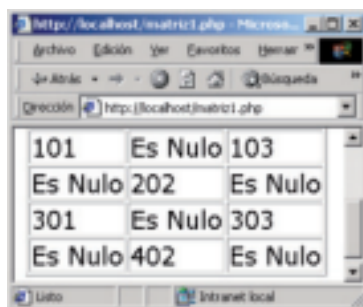 http://localhost/matriz1.php - Microso...
Archivo Edición Ver Favoritos Herrar »
Atrás Búsqueda »
Dirección http://localhost/matriz1.php
101 Es Nulo 103
Es Nulo 202 Es Nulo
301 Es Nulo 303
Es Nulo 402 Es Nulo
Listo Intranet local